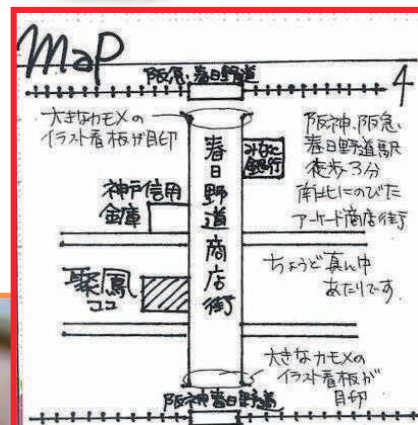 Map
4
阪急・春日野道
大きなカモメの
イラスト看板が目印
春日野道商店街
みなと
銀行
阪神、阪急、
春日野道駅
徒歩3分
南北にのびた
アーケード商店街
神戸信用
金庫
ちょうど真ん中
あたりです。
聚鳳
ココ
大きなカモメの
イラスト看板が
目印
阪神春日野道